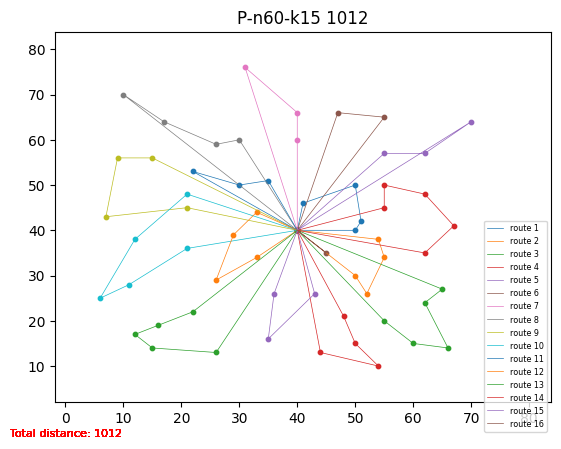 P-n60-k15 1012
80
70
60
50
40
30
20
10
0 10 20 30 40 50 60 70
route 1
route 2
route 3
route 4
route 5
route 6
route 7
route 8
route 9
route 10
route 11
route 12
route 13
route 14
route 15
route 16
Total distance: 1012